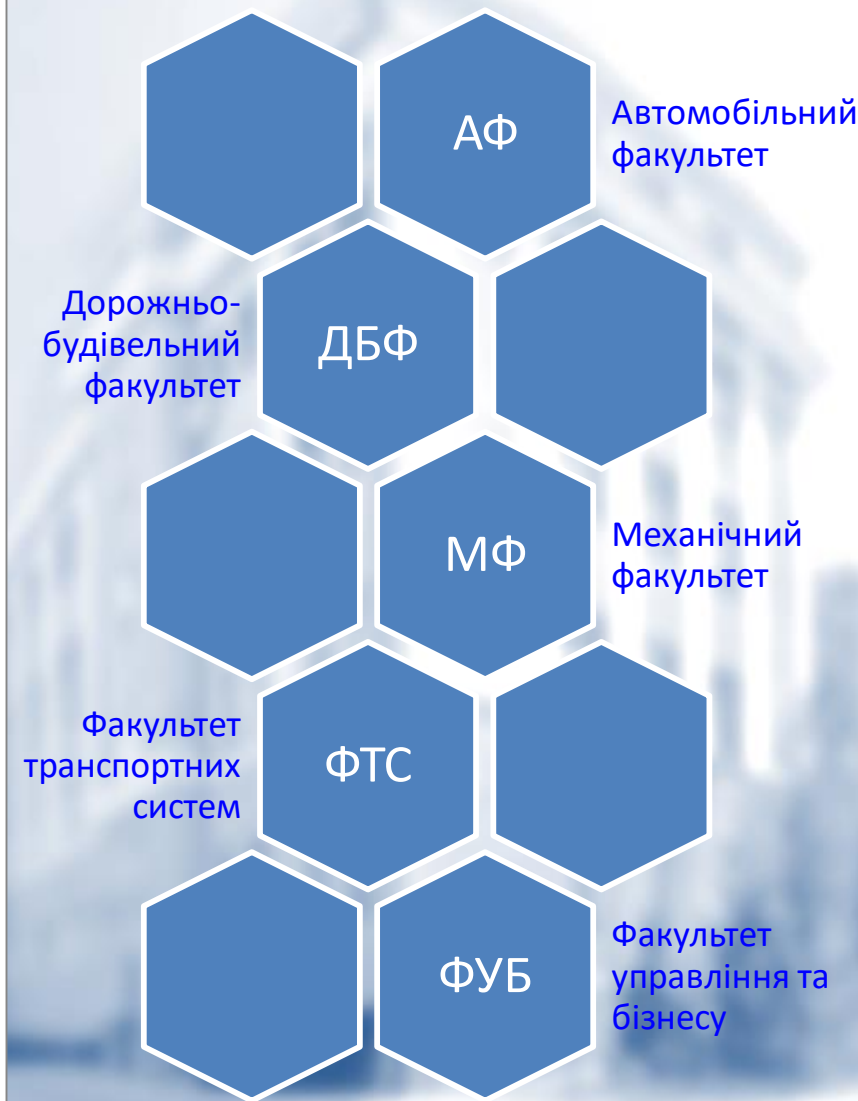 АФ
Автомобільний
факультет
Дорожньо-
будівельний
факультет
ДБФ
МФ
Механічний
факультет
Факультет
транспортних
систем
ФТС
ФУБ
Факультет
управління та
бізнесу